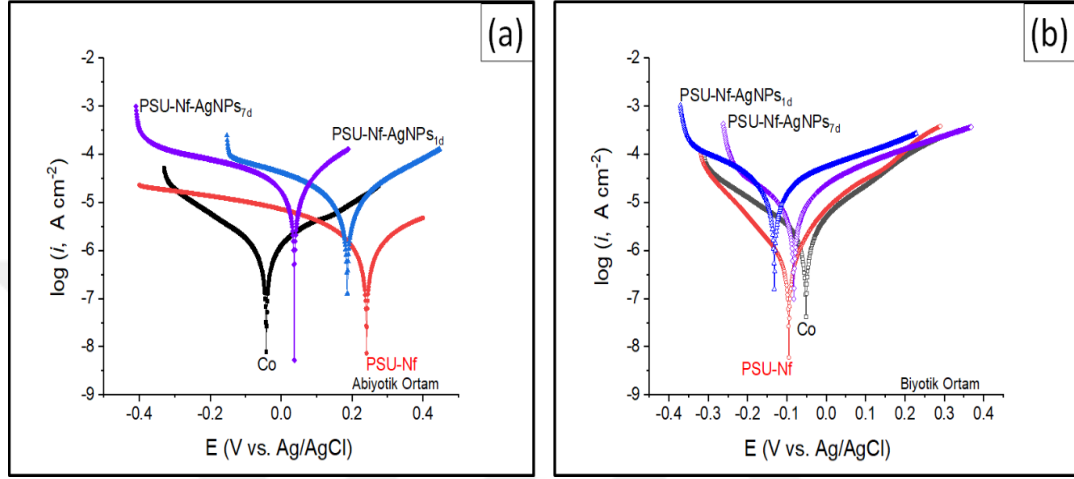 (a)
-2
-3
-4
-5
-6
-7
-8
-9
log (i, A cm⁻²)
PSU-Nf-AgNPs₇d
PSU-Nf-AgNPs₁d
Co
PSU-Nf
Abiyotik Ortam
-0.4 -0.2 0.0 0.2 0.4
E (V vs. Ag/AgCl)
(b)
-2
-3
-4
-5
-6
-7
-8
-9
log (i, A cm⁻²)
PSU-Nf-AgNPs₁d
PSU-Nf-AgNPs₇d
Co
PSU-Nf
Biyotik Ortam
-0.4 -0.3 -0.2 -0.1 0.0 0.1 0.2 0.3 0.4
E (V vs. Ag/AgCl)